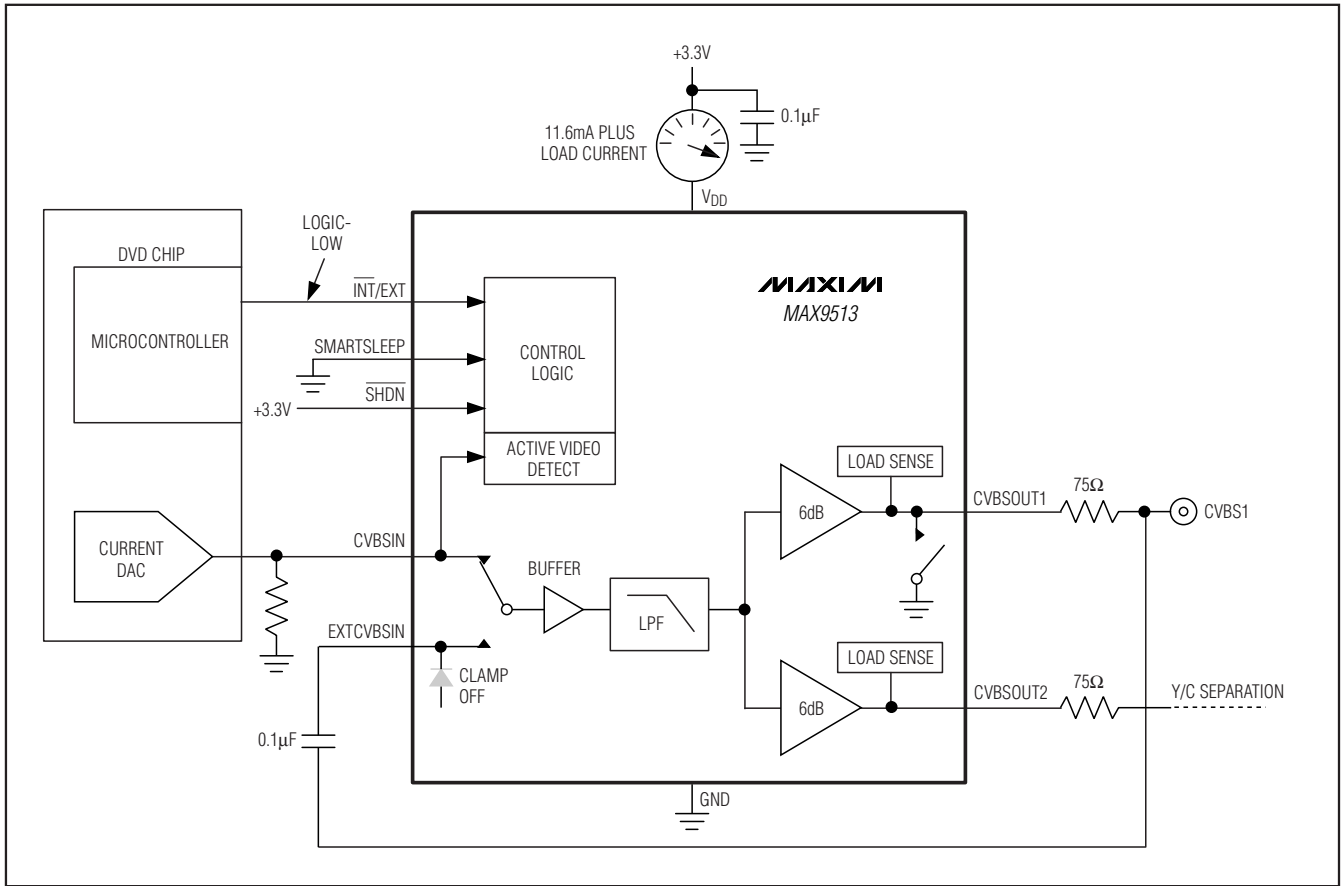 +3.3V
0.1µF
11.6mA PLUS
LOAD CURRENT
VDD
LOGIC-
LOW
DVD CHIP
INT/EXT
MAXIM
MAX9513
MICROCONTROLLER
SMARTSLEEP
CONTROL
LOGIC
SHDN
+3.3V
ACTIVE VIDEO
DETECT
LOAD SENSE
75Ω
CVBSOUT1
6dB
CVBS1
CURRENT
DAC
CVBSIN
BUFFER
LPF
EXTCVBSIN
CLAMP
OFF
LOAD SENSE
75Ω
CVBSOUT2
Y/C SEPARATION
6dB
0.1µF
GND